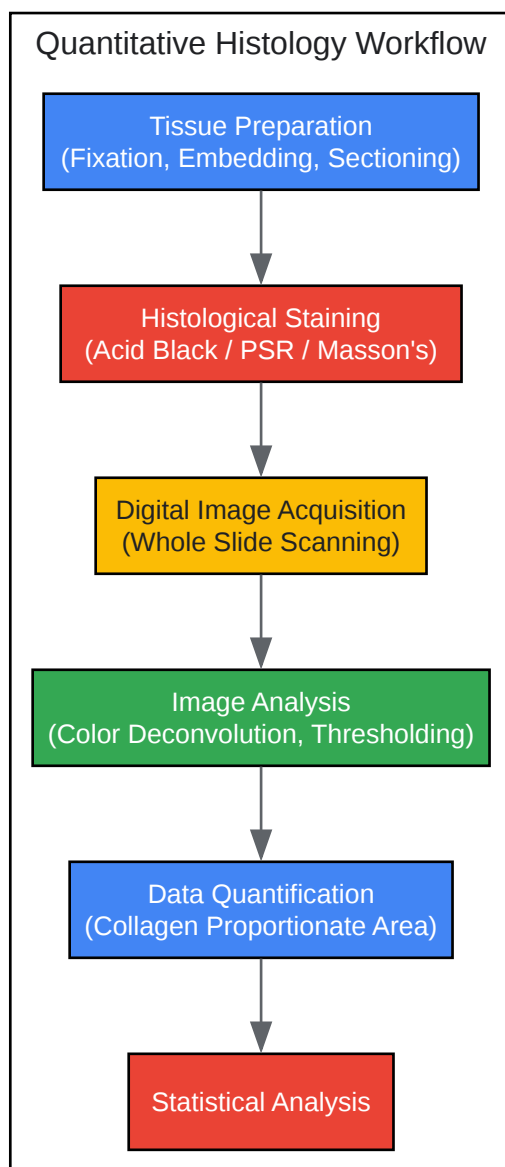 Quantitative Histology Workflow
Tissue Preparation
(Fixation, Embedding, Sectioning)
Histological Staining
(Acid Black / PSR / Masson's)
Digital Image Acquisition
(Whole Slide Scanning)
Image Analysis
(Color Deconvolution, Thresholding)
Data Quantification
(Collagen Proportionate Area)
Statistical Analysis